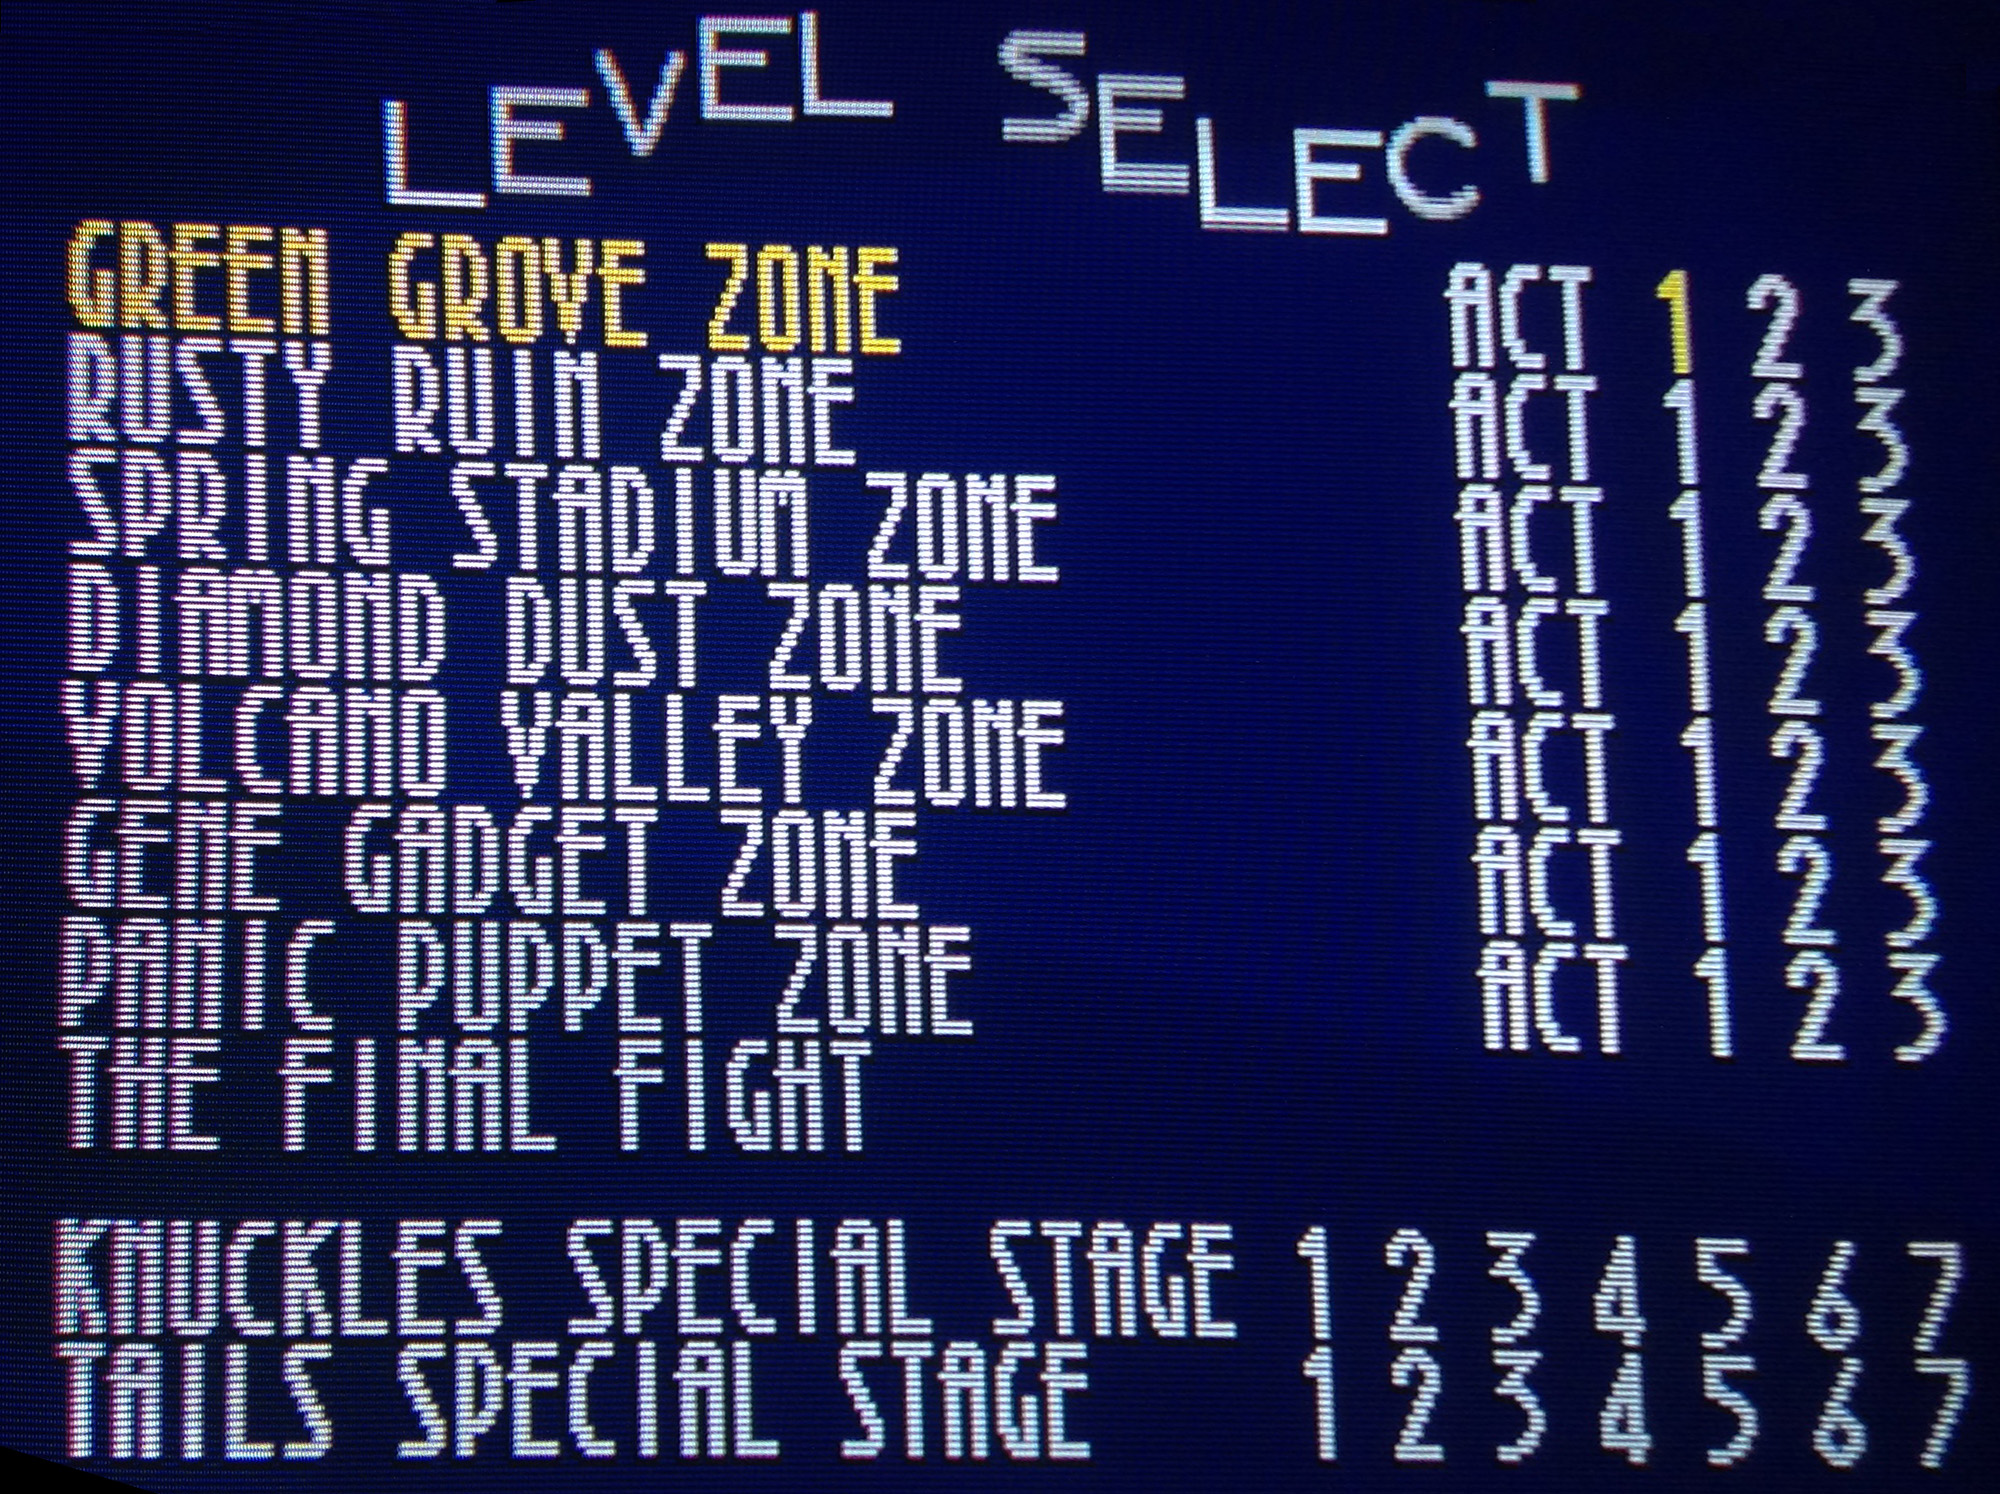 LEVEL SELECT
GREEN GROVE ZONE ACT 1 2 3
RUSTY RUIN ZONE ACT 1 2 3
SPRING STADIUM ZONE ACT 1 2 3
DIAMOND DUST ZONE ACT 1 2 3
VOLCANO VALLEY ZONE ACT 1 2 3
GENE GADGET ZONE ACT 1 2 3
PANIC PUPPET ZONE ACT 1 2 3
THE FINAL FIGHT
KNUCKLES SPECIAL STAGE 1 2 3 4 5 6 7
TAILS SPECIAL STAGE 1 2 3 4 5 6 7